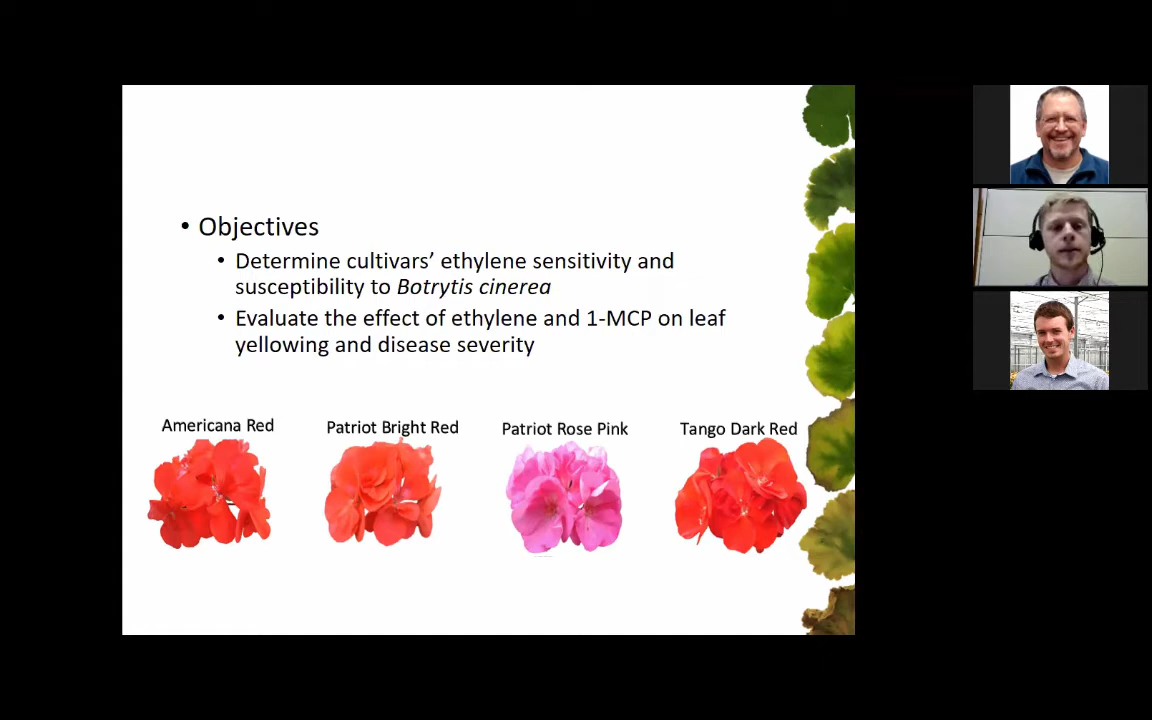 • Objectives
• Determine cultivars’ ethylene sensitivity and
susceptibility to Botrytis cinerea
• Evaluate the effect of ethylene and 1-MCP on leaf
yellowing and disease severity
Americana Red
Patriot Bright Red
Patriot Rose Pink
Tango Dark Red